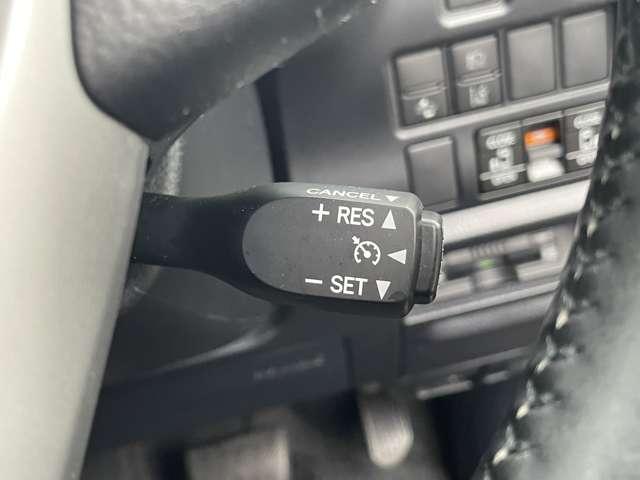 CANCEL ▼
+ RES ▲
◀
− SET ▼